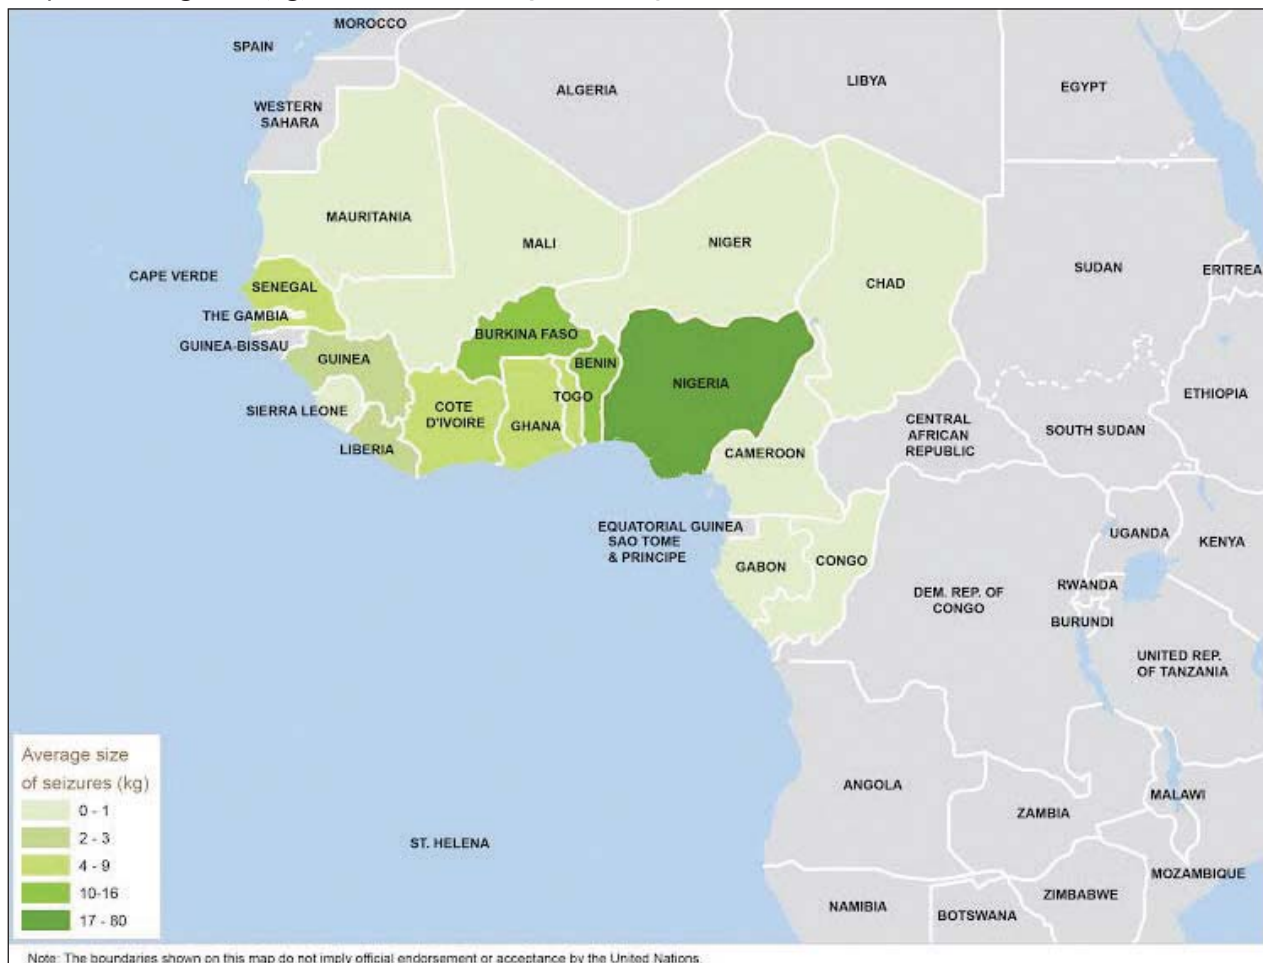 MOROCCO
SPAIN
ALGERIA
LIBYA
EGYPT
WESTERN
SAHARA
MAURITANIA
MALI
NIGER
CHAD
SUDAN
ERITREA
CAPE VERDE
SENEGAL
THE GAMBIA
GUINEA-BISSAU
GUINEA
BURKINA FASO
BENIN
NIGERIA
ETHIOPIA
SIERRA LEONE
COTE
D'IVOIRE
GHANA
TOGO
CENTRAL
AFRICAN
REPUBLIC
SOUTH SUDAN
LIBERIA
CAMEROON
EQUATORIAL GUINEA
SAO TOME
& PRINCIPE
GABON
CONGO
UGANDA
KENYA
DEM. REP. OF
CONGO
RWANDA
BURUNDI
UNITED REP.
OF TANZANIA
ANGOLA
ZAMBIA
MALAWI
ST. HELENA
MOZAMBIQUE
NAMIBIA
BOTSWANA
ZIMBABWE
Average size
of seizures (kg)
0 - 1
2 - 3
4 - 9
10-16
17 - 80
Note: The boundaries shown on this map do not imply official endorsement or acceptance by the United Nations.